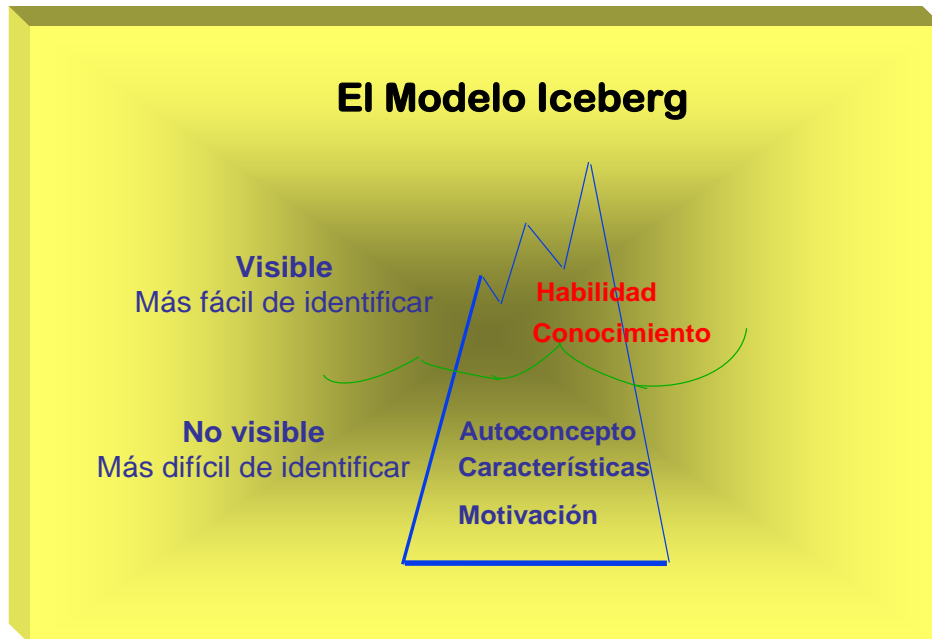 El Modelo Iceberg
Visible
Más fácil de identificar
Habilidad
Conocimiento
No visible
Más difícil de identificar
Autoconcepto
Características
Motivación